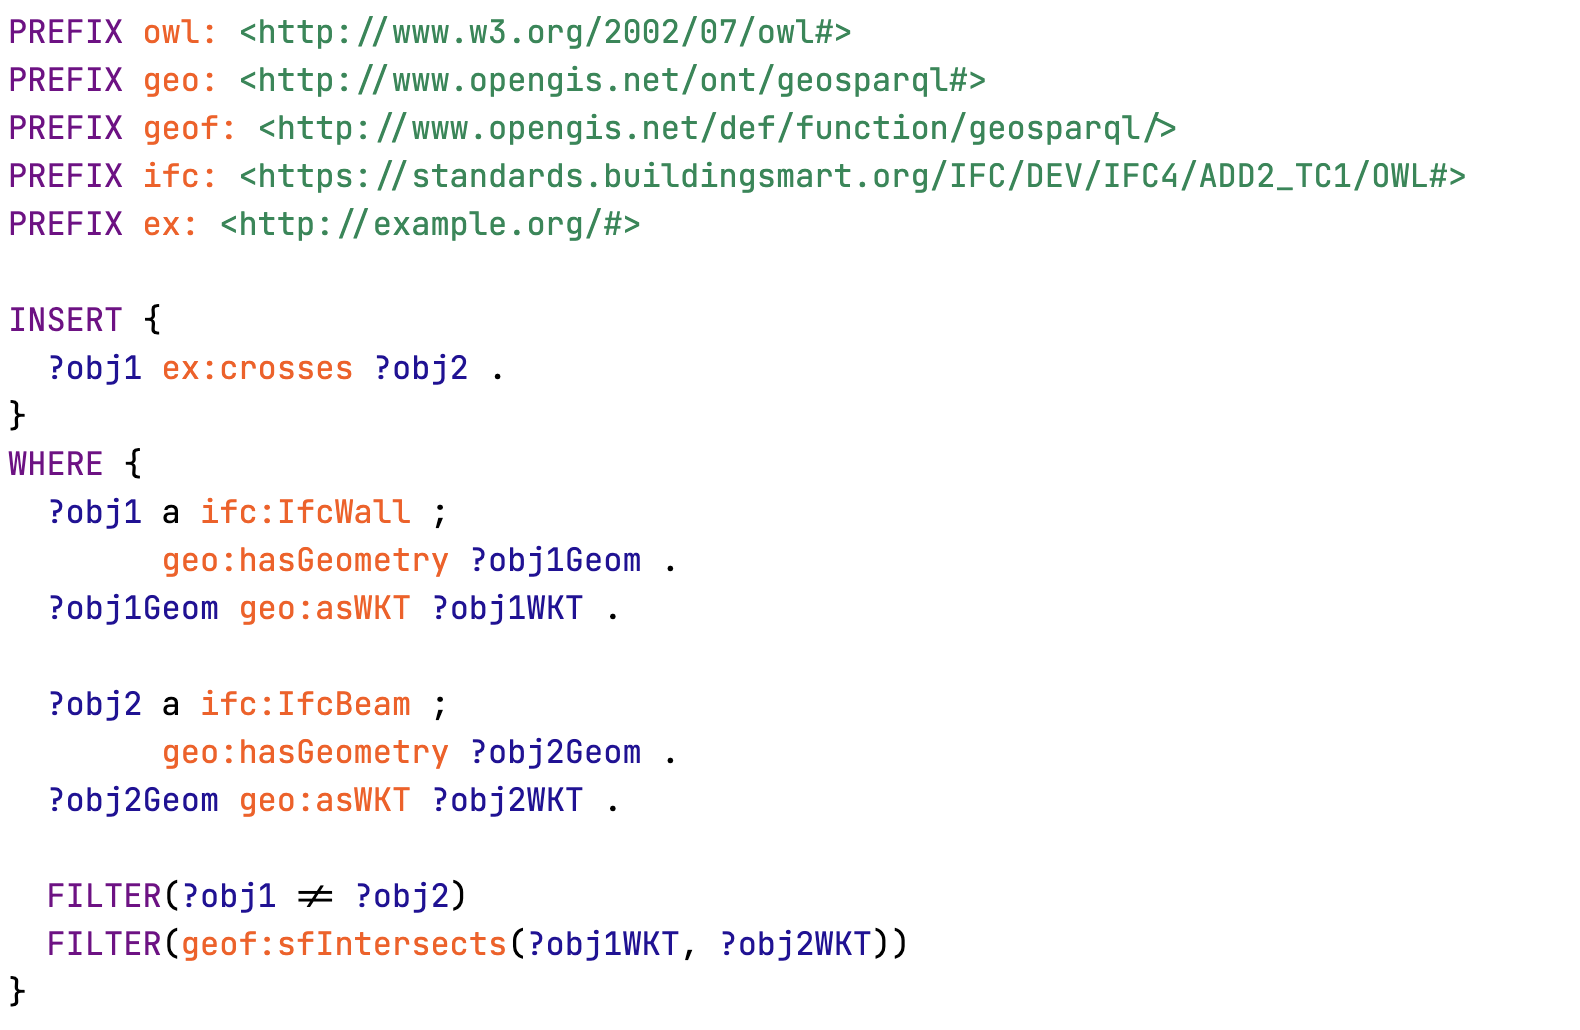 PREFIX owl: <http://www.w3.org/2002/07/owl#>
PREFIX geo: <http://www.opengis.net/ont/geosparql#>
PREFIX geof: <http://www.opengis.net/def/function/geosparql/>
PREFIX ifc: <https://standards.buildingsmart.org/IFC/DEV/IFC4/ADD2_TC1/OWL#>
PREFIX ex: <http://example.org/#>

INSERT {
  ?obj1 ex:crosses ?obj2 .
}
WHERE {
  ?obj1 a ifc:IfcWall ;
        geo:hasGeometry ?obj1Geom .
  ?obj1Geom geo:asWKT ?obj1WKT .

  ?obj2 a ifc:IfcBeam ;
        geo:hasGeometry ?obj2Geom .
  ?obj2Geom geo:asWKT ?obj2WKT .

  FILTER(?obj1 != ?obj2)
  FILTER(geof:sfIntersects(?obj1WKT, ?obj2WKT))
}